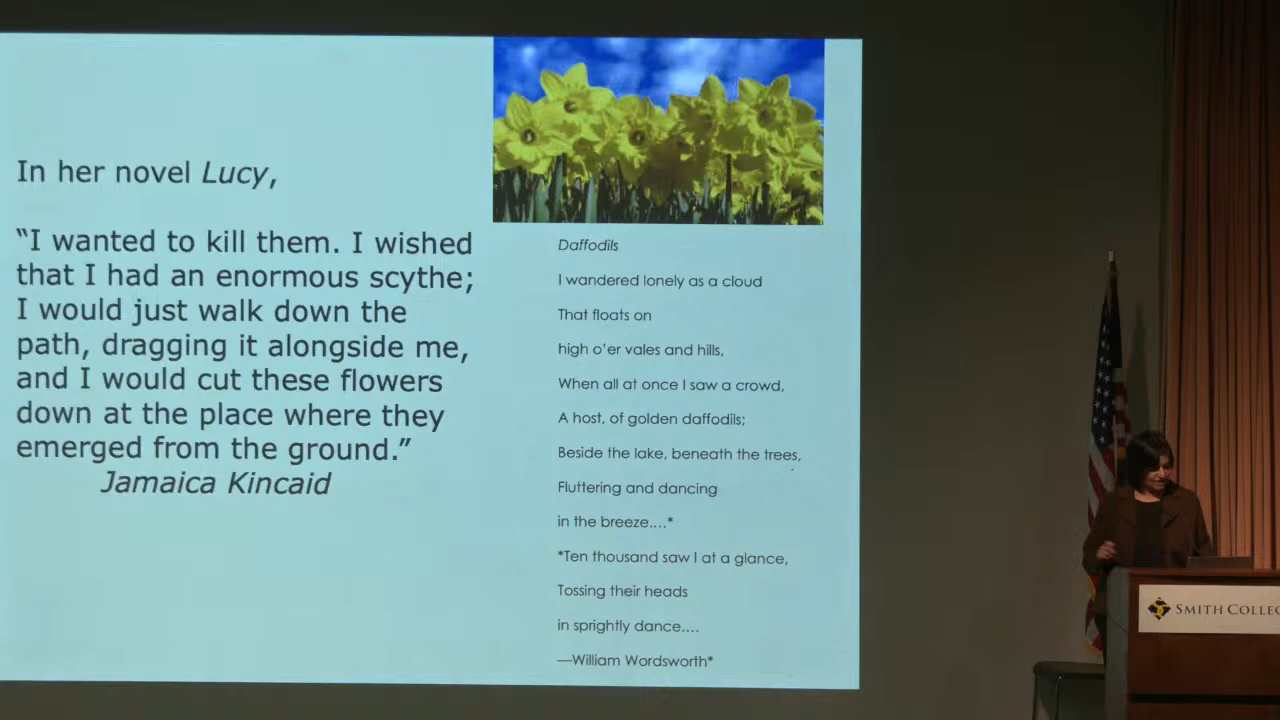 In her novel Lucy,
“I wanted to kill them. I wished
that I had an enormous scythe;
I would just walk down the
path, dragging it alongside me,
and I would cut these flowers
down at the place where they
emerged from the ground.”
Jamaica Kincaid
Daffodils
I wandered lonely as a cloud
That floats on
high o’er vales and hills,
When all at once I saw a crowd,
A host, of golden daffodils;
Beside the lake, beneath the trees,
Fluttering and dancing
in the breeze....*
*Ten thousand saw I at a glance,
Tossing their heads
in sprightly dance....
—William Wordsworth*
SMITH COLLEG